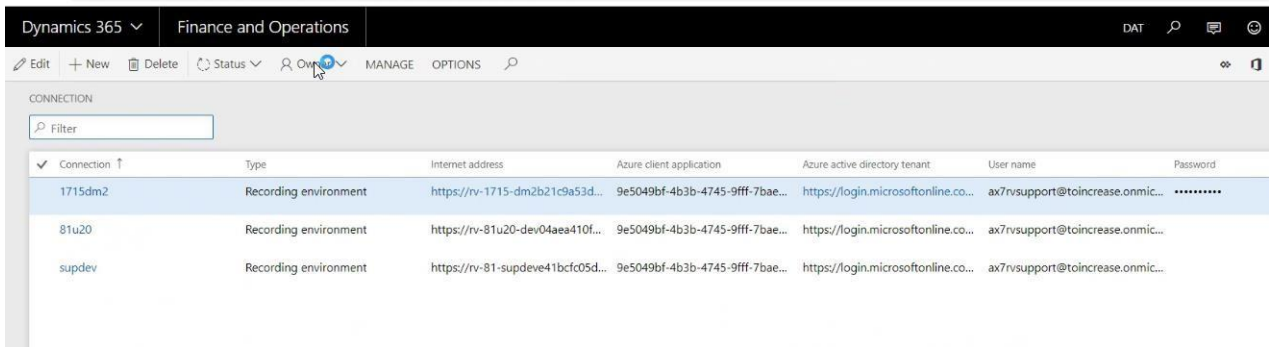 Dynamics 365 Finance and Operations DAT
Edit + New Delete Status MANAGE OPTIONS
CONNECTION
Filter
Connection ↑ Type Internet address Azure client application Azure active directory tenant User name Password
1715dm2 Recording environment https://rv-1715-dm2b21c9a53d... 9e5049bf-4b3b-4745-9fff-7bae... https://login.microsoftonline.co... ax7rvsupport@toincrease.onmic... ••••••••••
81u20 Recording environment https://rv-81u20-dev04aea410f... 9e5049bf-4b3b-4745-9fff-7bae... https://login.microsoftonline.co... ax7rvsupport@toincrease.onmic...
supdev Recording environment https://rv-81-supdeve41bcfc05d... 9e5049bf-4b3b-4745-9fff-7bae... https://login.microsoftonline.co... ax7rvsupport@toincrease.onmic...